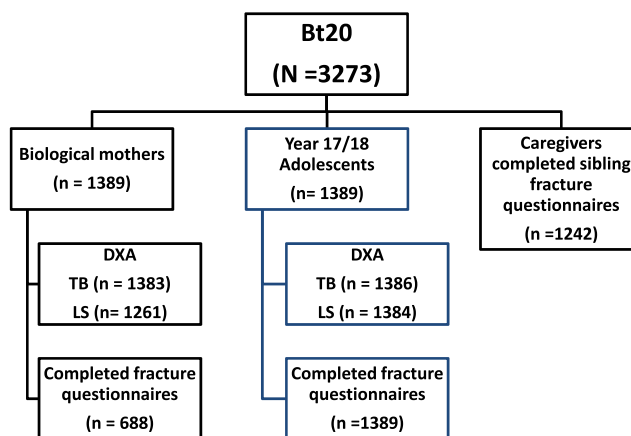 Bt20
(N =3273)
Biological mothers
(n = 1389)
Year 17/18
Adolescents
(n= 1389)
Caregivers
completed sibling
fracture
questionnaires
(n =1242)
DXA
TB (n = 1383)
LS (n= 1261)
DXA
TB (n = 1386)
LS (n = 1384)
Completed fracture
questionnaires
(n = 688)
Completed fracture
questionnaires
(n =1389)